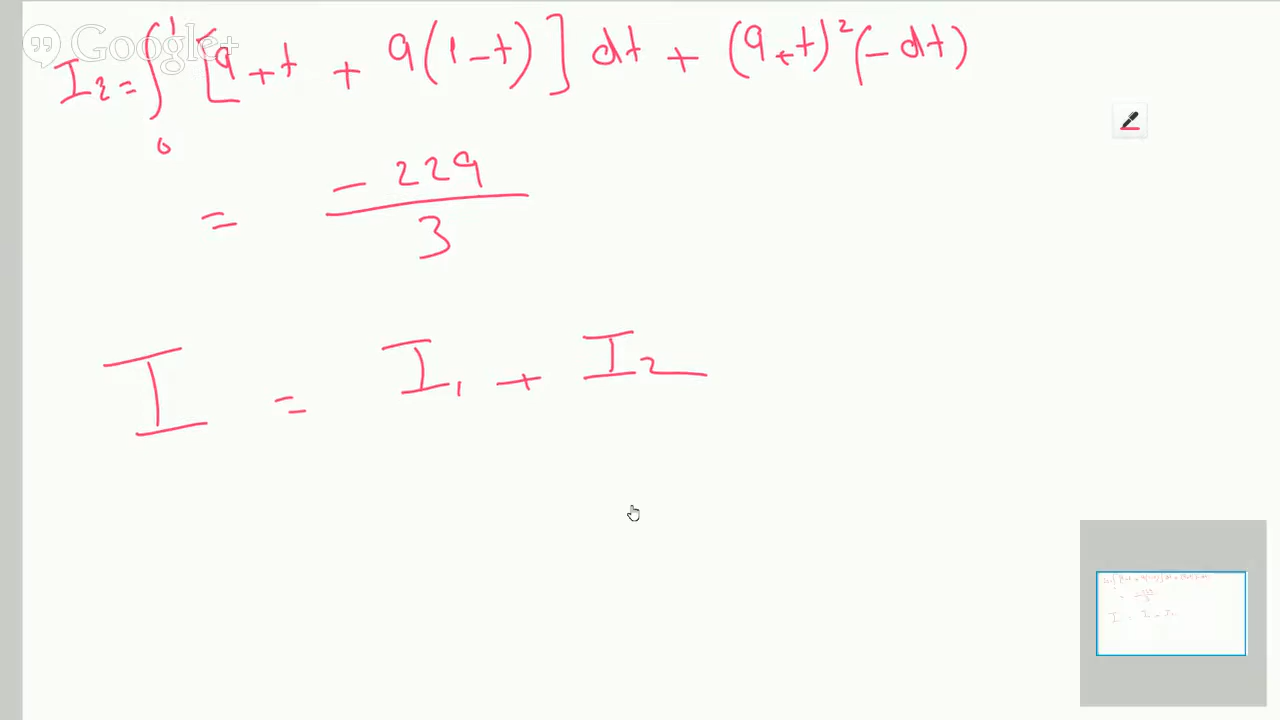 Google+
I₂ = ∫₀¹ [9 + t + 9(1 - t)] dt + (9 + t)² (- dt)
= -229/3
I = I₁ + I₂